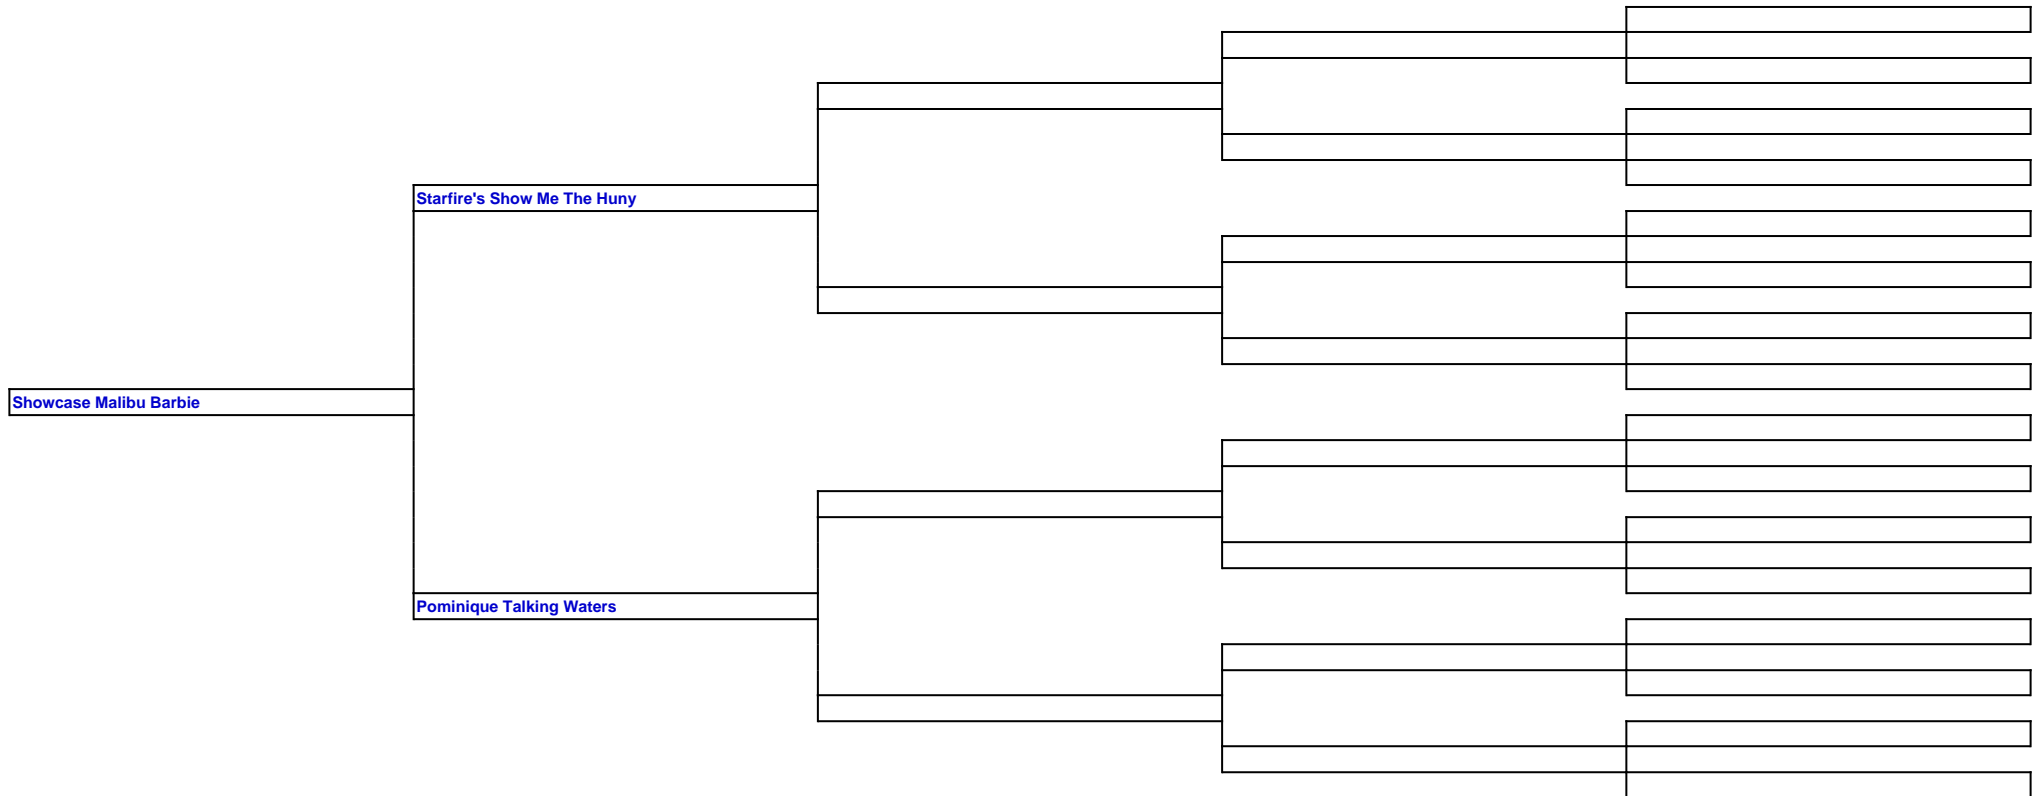 Starfire's Show Me The Huny
Showcase Malibu Barbie
Pominique Talking Waters